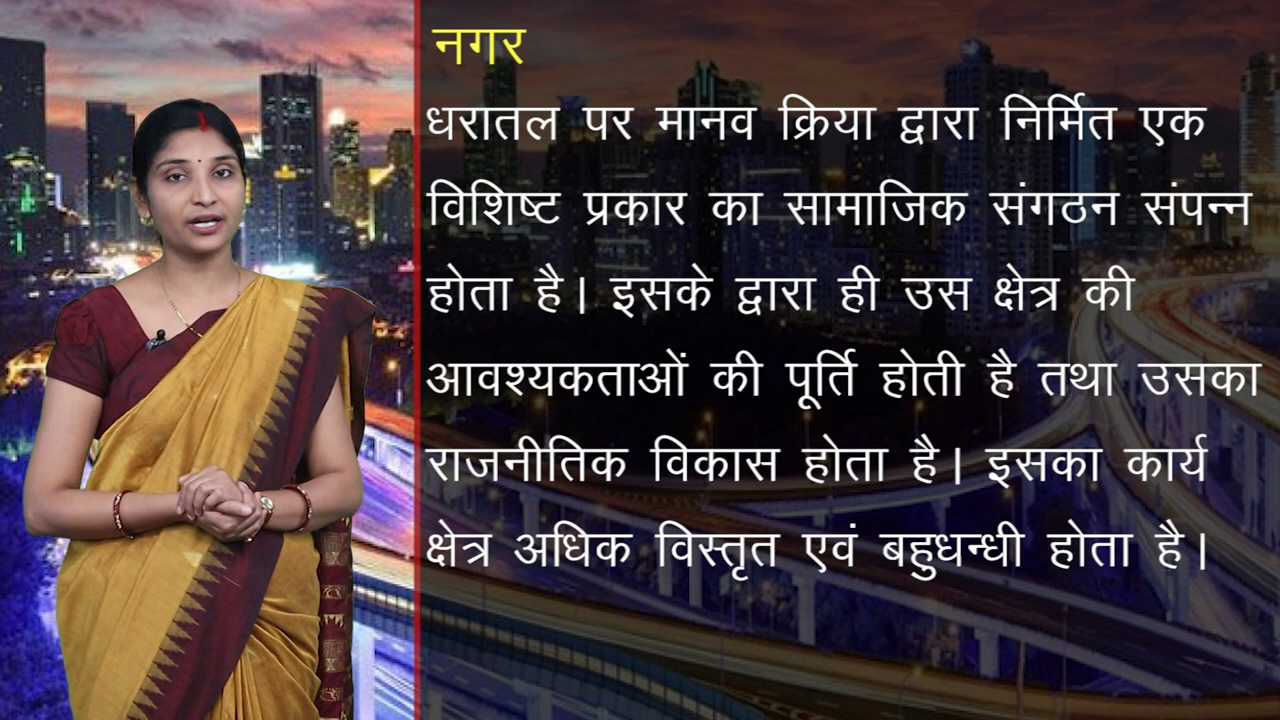 नगर
धरातल पर मानव क्रिया द्वारा निर्मित एक
विशिष्ट प्रकार का सामाजिक संगठन संपन्न
होता है। इसके द्वारा ही उस क्षेत्र की
आवश्यकताओं की पूर्ति होती है तथा उसका
राजनीतिक विकास होता है। इसका कार्य
क्षेत्र अधिक विस्तृत एवं बहुधन्धी होता है।